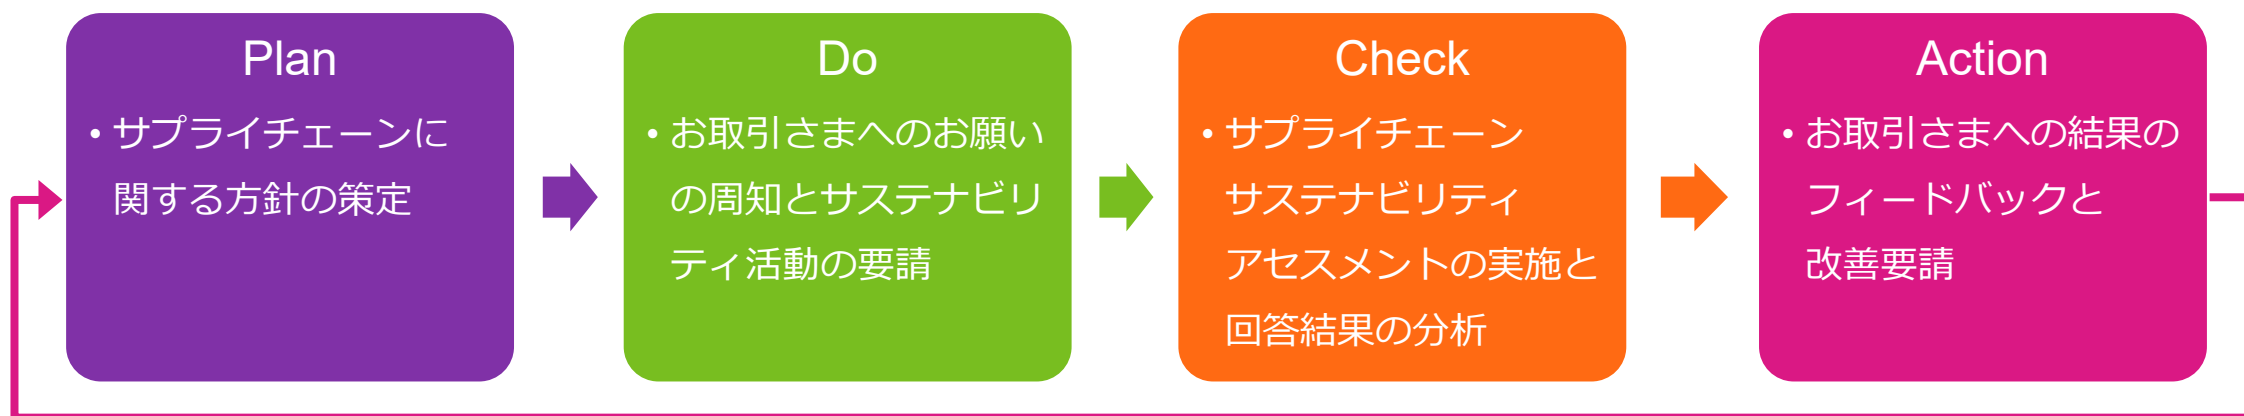 Plan
・サプライチェーンに
関する方針の策定
Do
・お取引さまへのお願い
の周知とサステナビリ
ティ活動の要請
Check
・サプライチェーン
サステナビリティ
アセスメントの実施と
回答結果の分析
Action
・お取引さまへの結果の
フィードバックと
改善要請